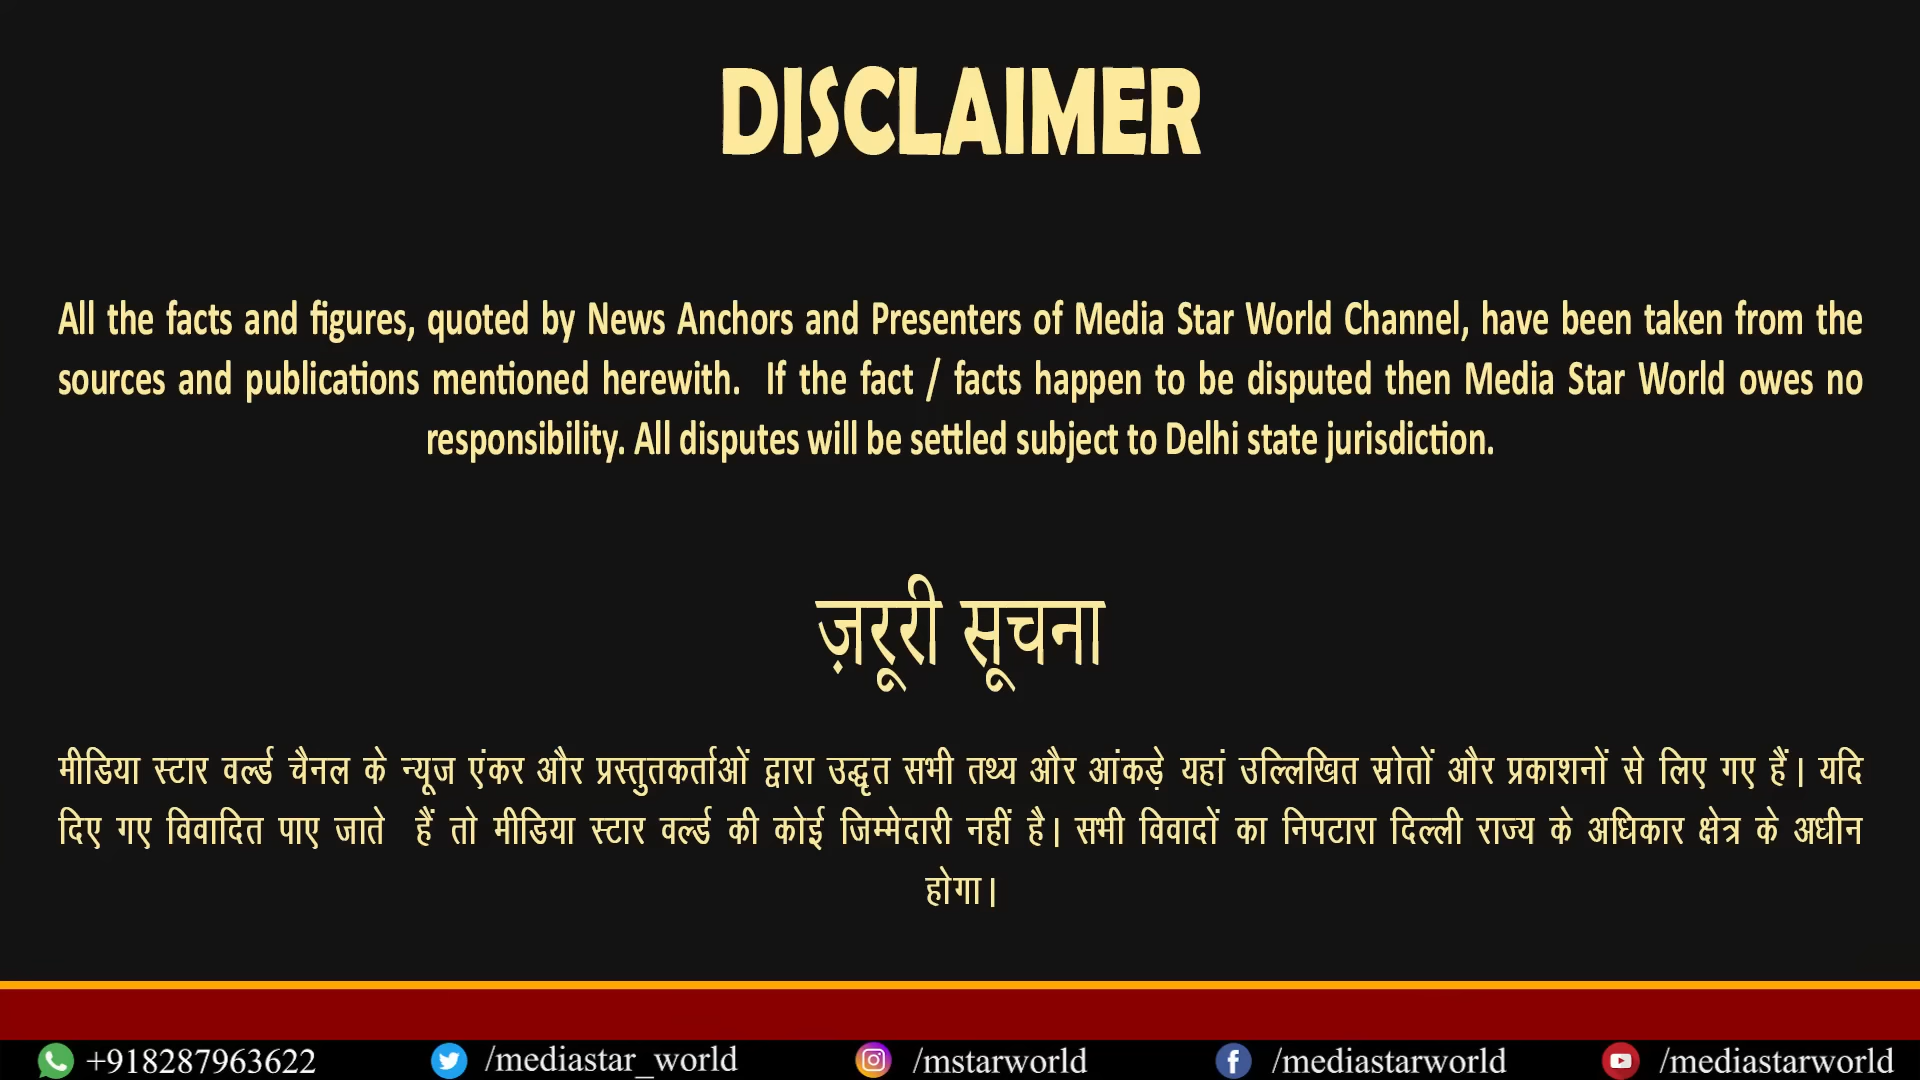 DISCLAIMER
All the facts and figures, quoted by News Anchors and Presenters of Media Star World Channel, have been taken from the
sources and publications mentioned herewith. If the fact / facts happen to be disputed then Media Star World owes no
responsibility. All disputes will be settled subject to Delhi state jurisdiction.
ज़रूरी सूचना
मीडिया स्टार वर्ल्ड चैनल के न्यूज एंकर और प्रस्तुतकर्ताओं द्वारा उद्धृत सभी तथ्य और आंकड़े यहां उल्लिखित स्रोतों और प्रकाशनों से लिए गए हैं। यदि
दिए गए विवादित पाए जाते हैं तो मीडिया स्टार वर्ल्ड की कोई जिम्मेदारी नहीं है। सभी विवादों का निपटारा दिल्ली राज्य के अधिकार क्षेत्र के अधीन
होगा।
+918287963622 /mediastar_world /mstarworld /mediastarworld /mediastarworld